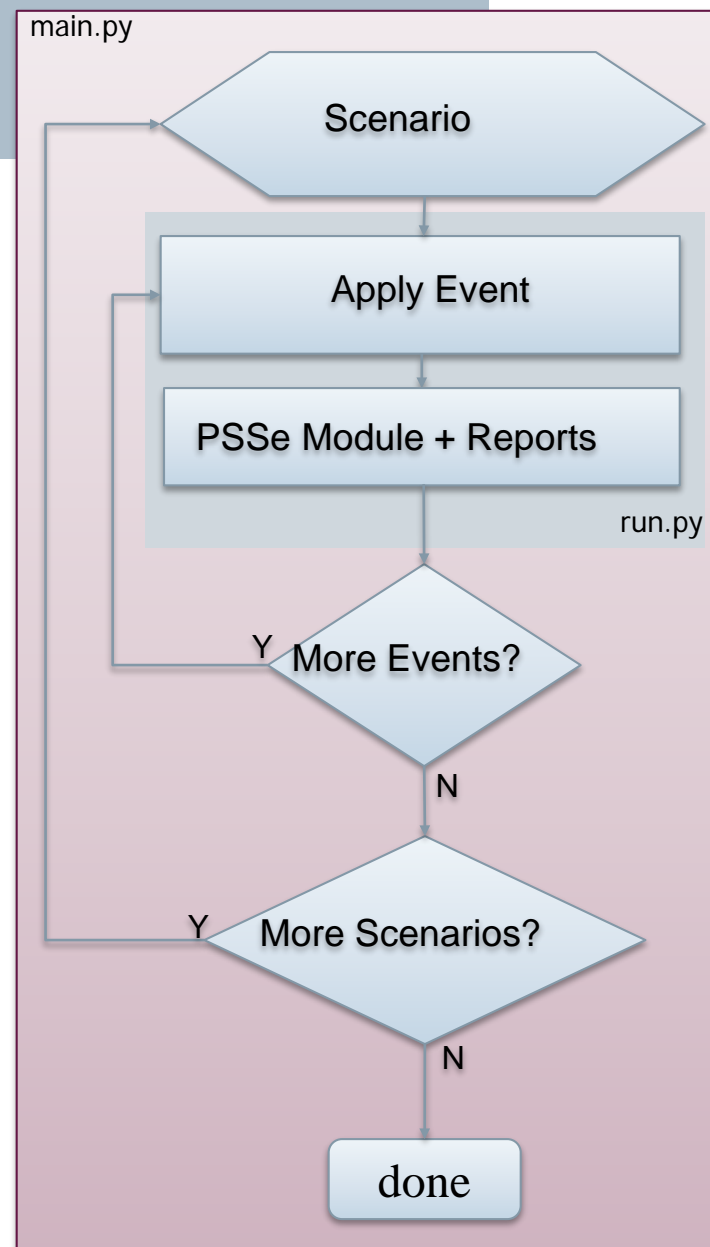 main.py
Scenario
Apply Event
PSSe Module + Reports
run.py
Y
More Events?
N
Y
More Scenarios?
N
done